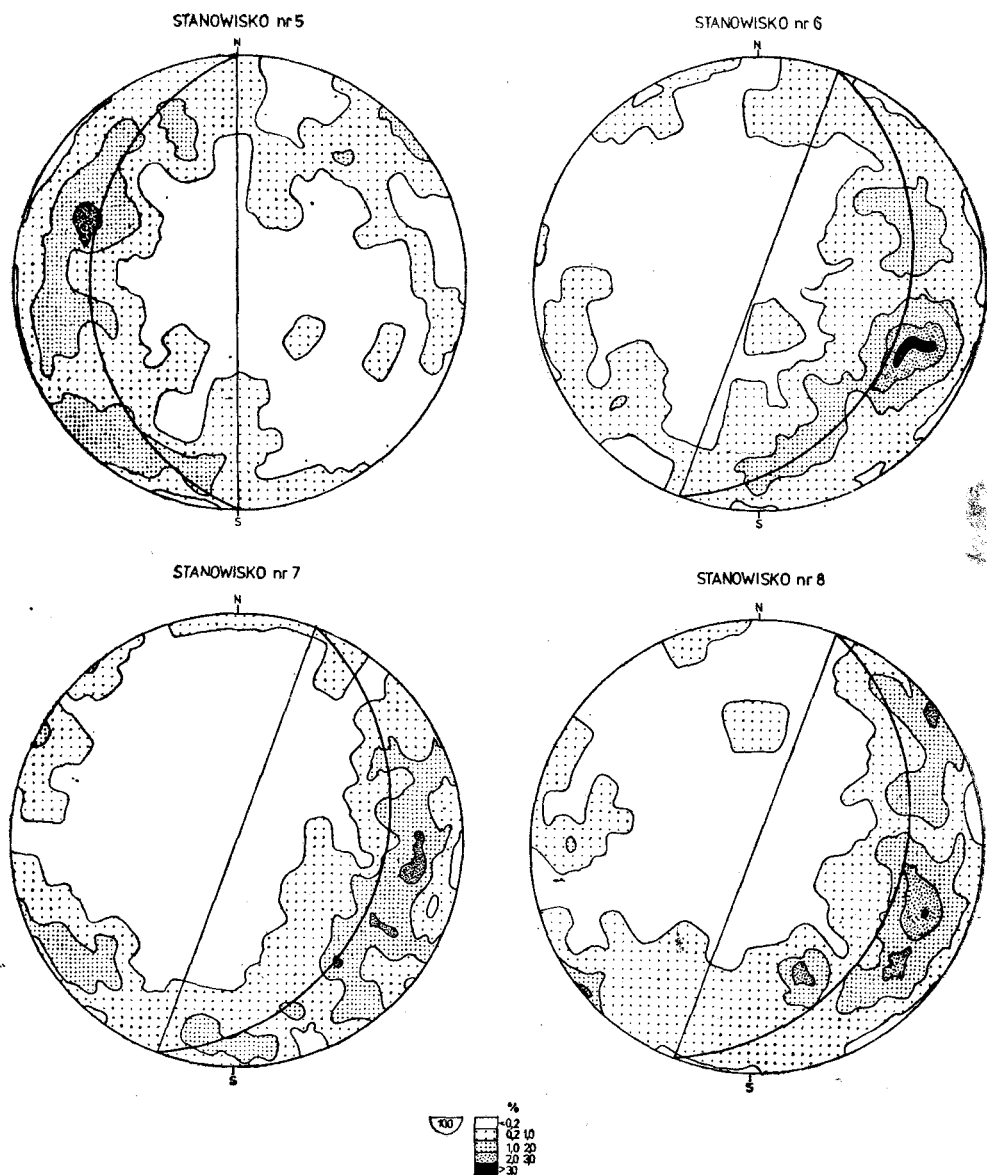 STANOWISKO nr 5
N
S
STANOWISKO nr 6
N
S
STANOWISKO nr 7
N
S
STANOWISKO nr 8
N
S
100
%
<0,2
0,2 1,0
1,0 2,0
2,0 3,0
>3,0